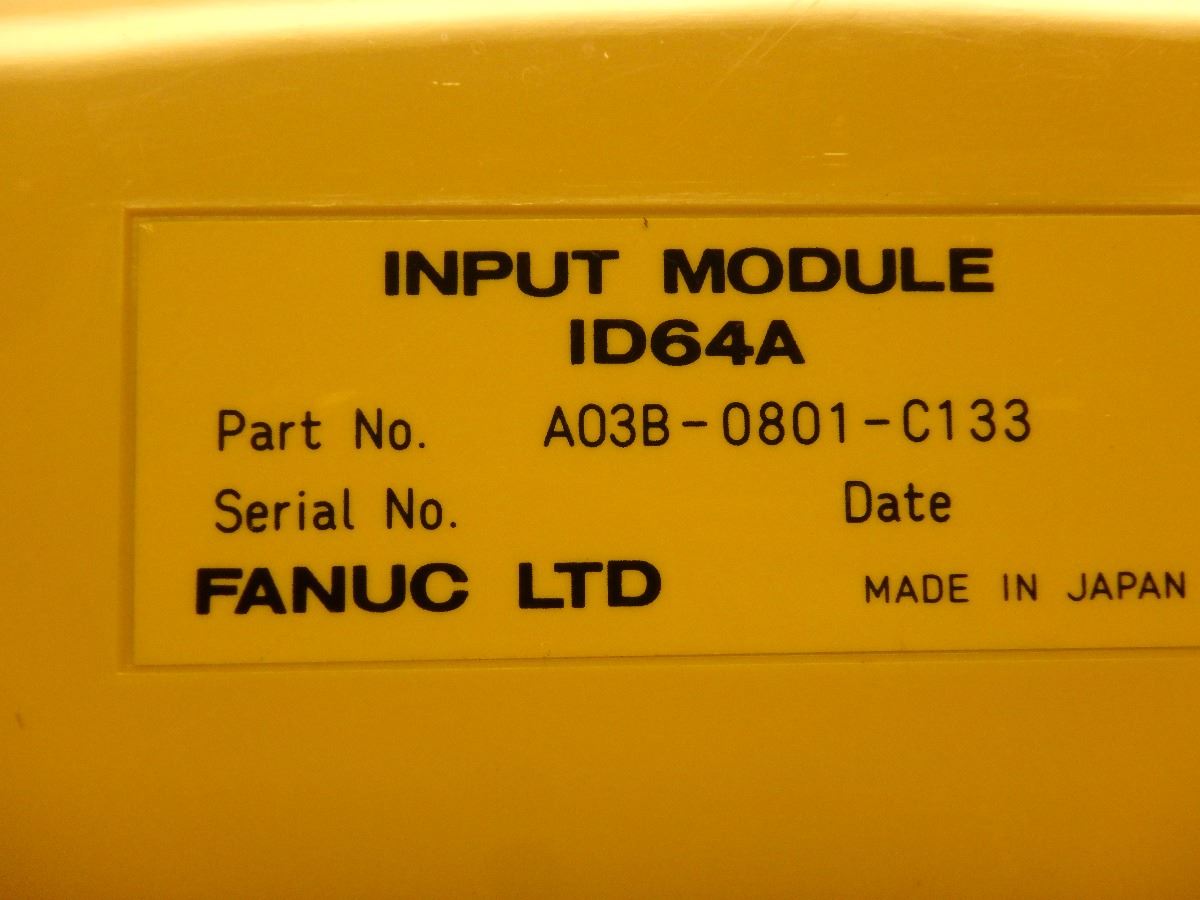 INPUT MODULE
ID64A
Part No. A03B-0801-C133
Serial No. Date
FANUC LTD MADE IN JAPAN